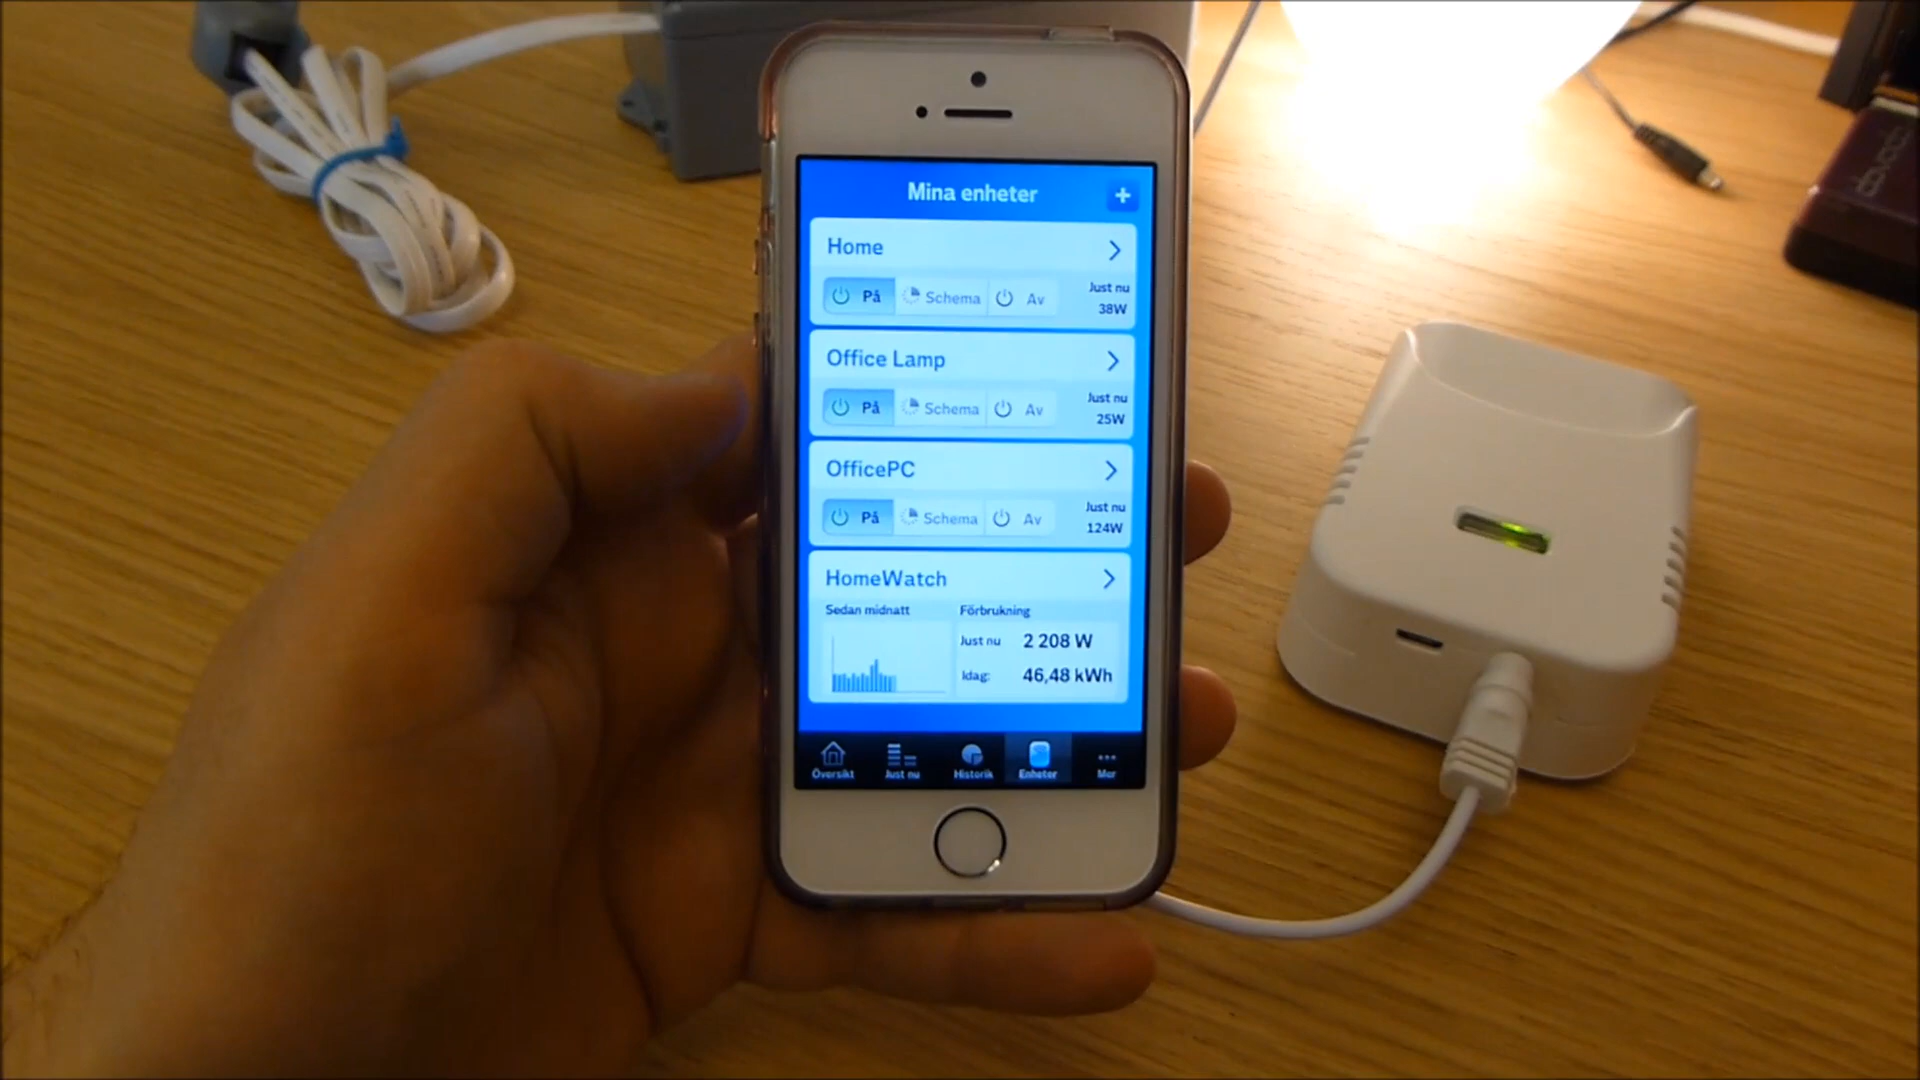 Mina enheter +
Home
På Schema Av
Just nu
38W
Office Lamp
På Schema Av
Just nu
25W
OfficePC
På Schema Av
Just nu
124W
HomeWatch
Sedan midnatt
Förbrukning
Just nu 2 208 W
Idag: 46,48 kWh
Översikt Just nu Historik Enheter Mer